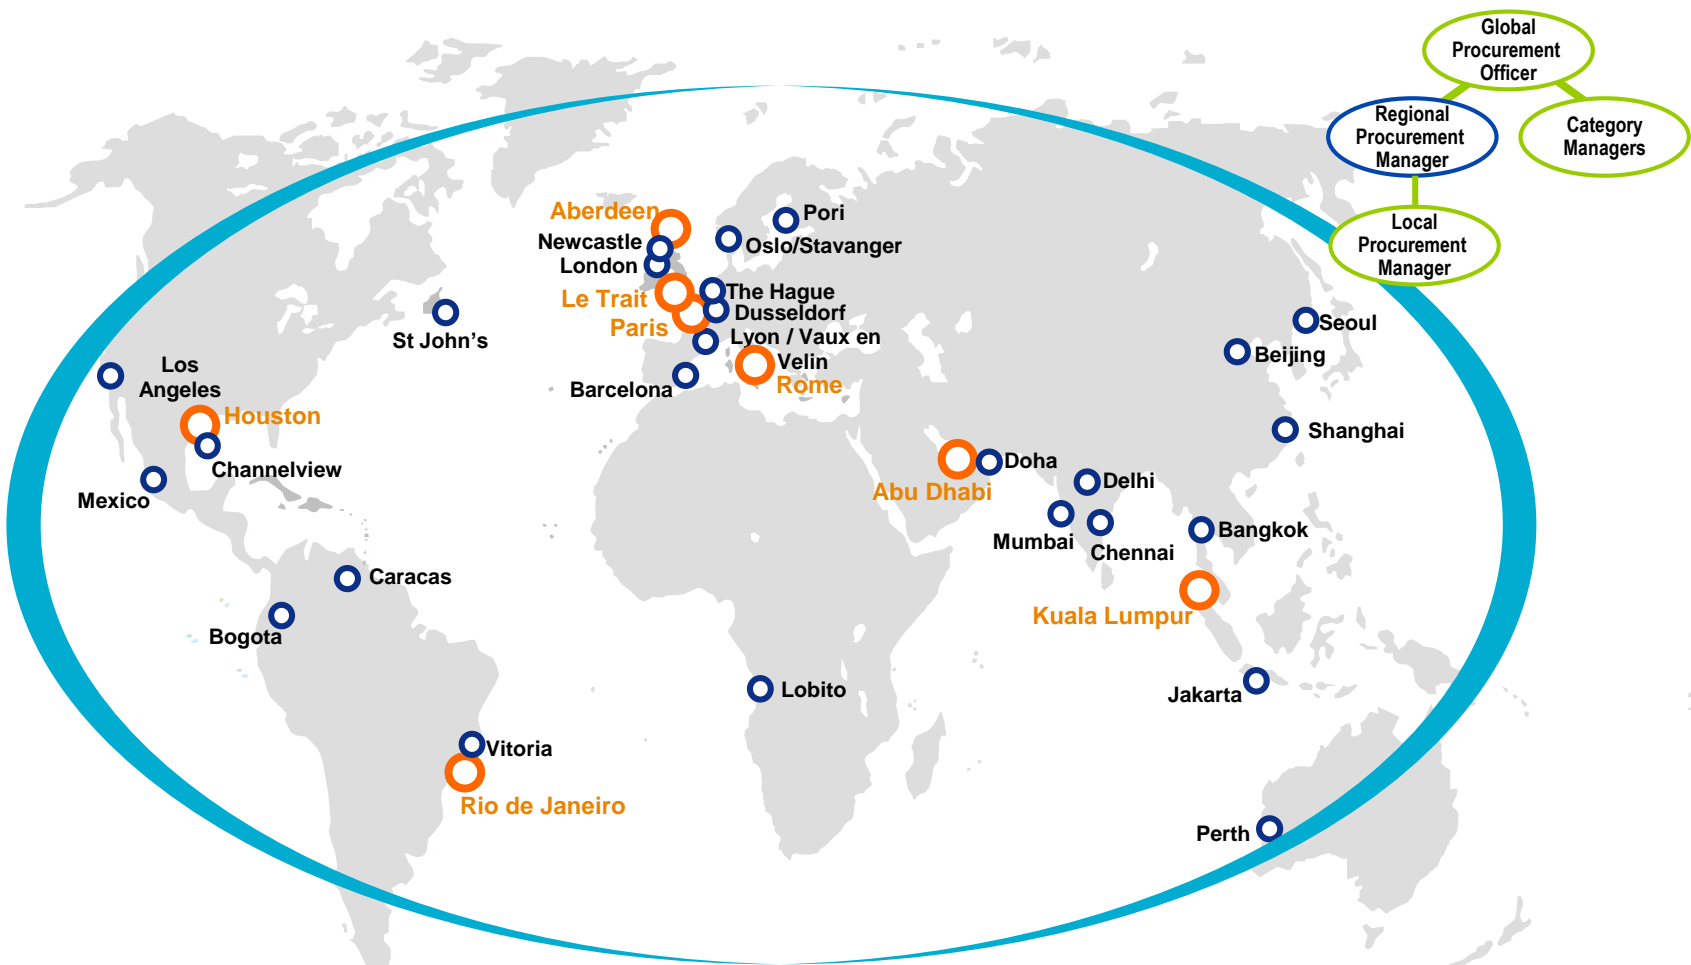 Global
Procurement
Officer
Regional
Procurement
Manager
Category
Managers
Local
Procurement
Manager
Aberdeen
Pori
Newcastle
Oslo/Stavanger
London
Le Trait
The Hague
Paris
Dusseldorf
Lyon / Vaux en
Velin
Rome
Barcelona
St John's
Los
Angeles
Houston
Channelview
Mexico
Seoul
Beijing
Shanghai
Doha
Abu Dhabi
Delhi
Mumbai
Chennai
Bangkok
Kuala Lumpur
Caracas
Bogota
Lobito
Jakarta
Vitoria
Rio de Janeiro
Perth